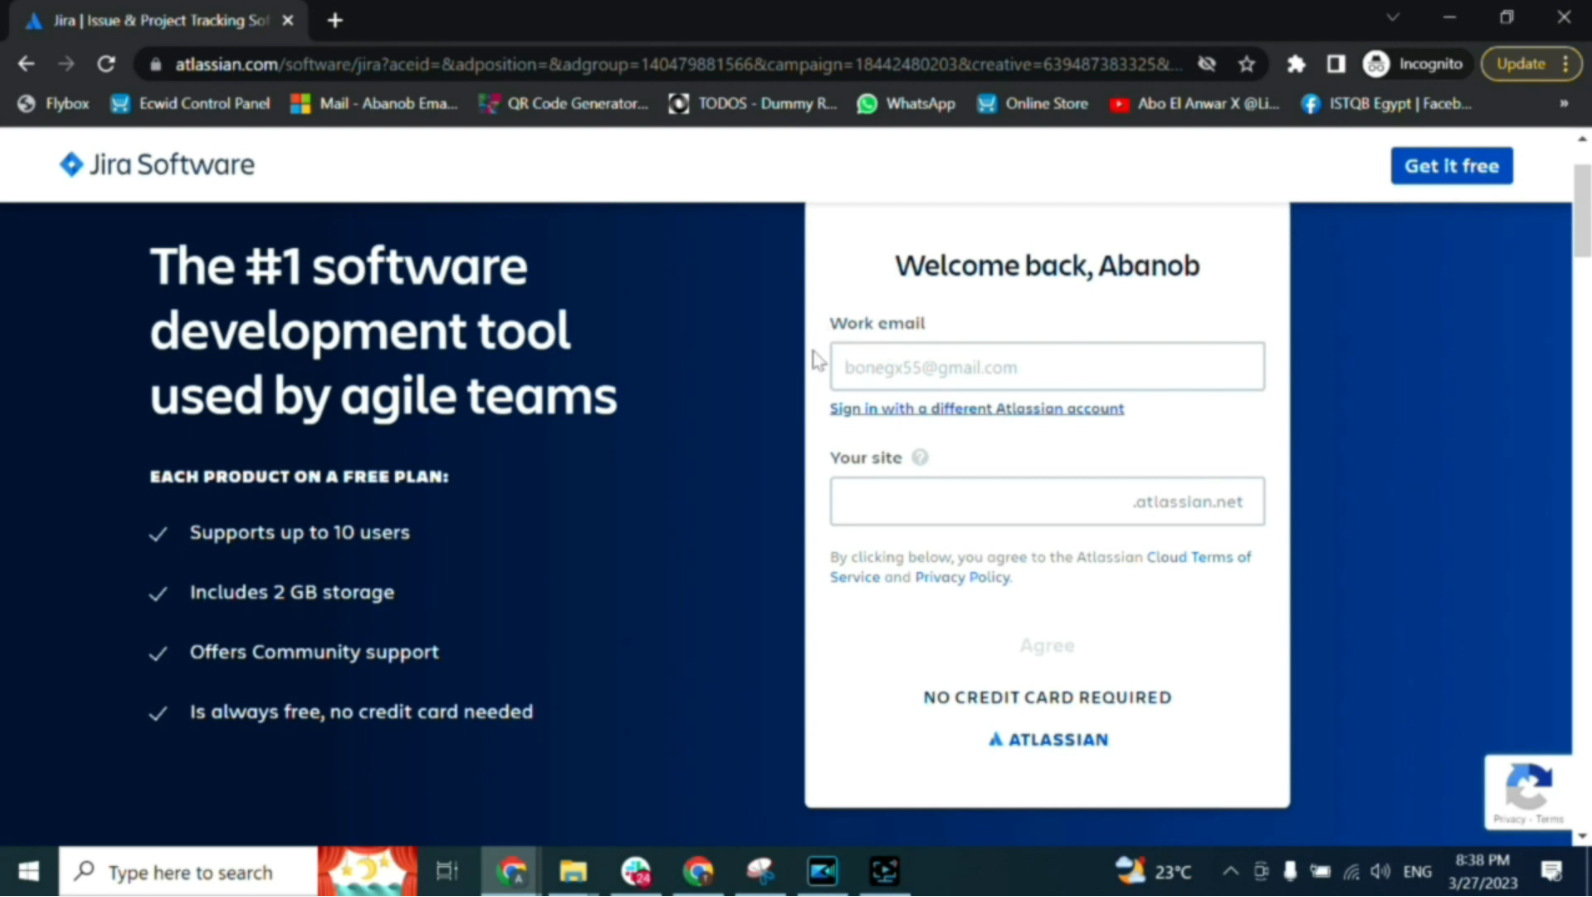 Jira | Issue & Project Tracking Sof
atlassian.com/software/jira?aceid=&adposition=&adgroup=140479881566&campaign=18442480203&creative=639487383325&...
Incognito
Update
Flybox
Ecwid Control Panel
Mail - Abanob Ema...
QR Code Generator...
TODOS - Dummy R...
WhatsApp
Online Store
Abo El Anwar X @Li...
ISTQB Egypt | Faceb...
»
Jira Software
Get it free
The #1 software
development tool
used by agile teams
EACH PRODUCT ON A FREE PLAN:
Supports up to 10 users
Includes 2 GB storage
Offers Community support
Is always free, no credit card needed
Welcome back, Abanob
Work email
bonegx55@gmail.com
Sign in with a different Atlassian account
Your site ?
.atlassian.net
By clicking below, you agree to the Atlassian Cloud Terms of
Service and Privacy Policy.
Agree
NO CREDIT CARD REQUIRED
ATLASSIAN
Privacy - Terms
Type here to search
A
24
23°C
ENG
8:38 PM
3/27/2023